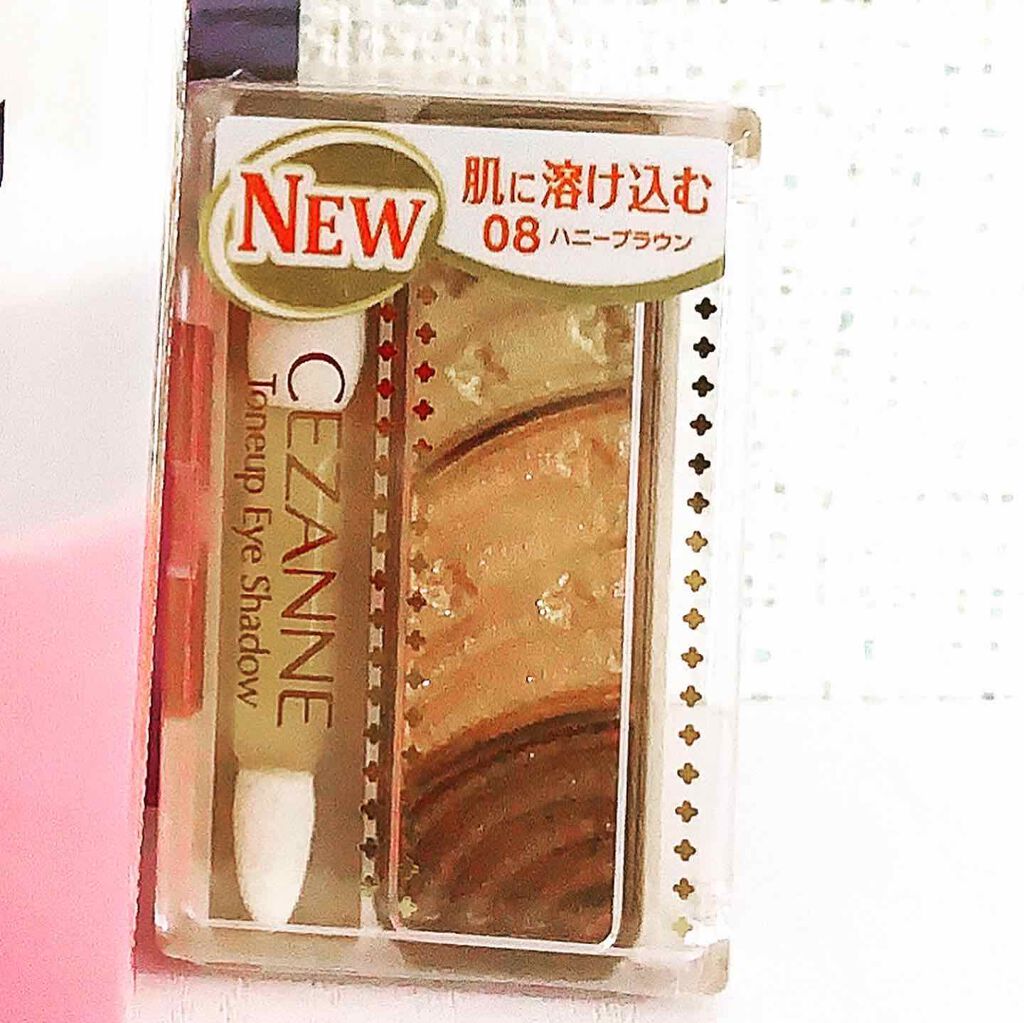 NEW
肌に溶け込む
08 ハニーブラウン
CEZANNE
Toneup Eye Shadow